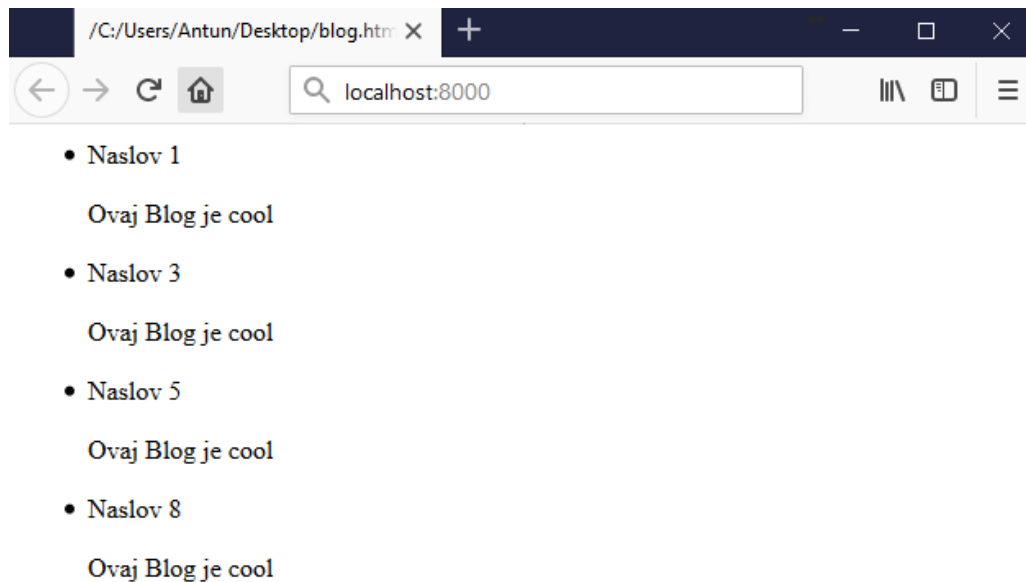 /C:/Users/Antun/Desktop/blog.htm
localhost:8000
Naslov 1
Ovaj Blog je cool
Naslov 3
Ovaj Blog je cool
Naslov 5
Ovaj Blog je cool
Naslov 8
Ovaj Blog je cool